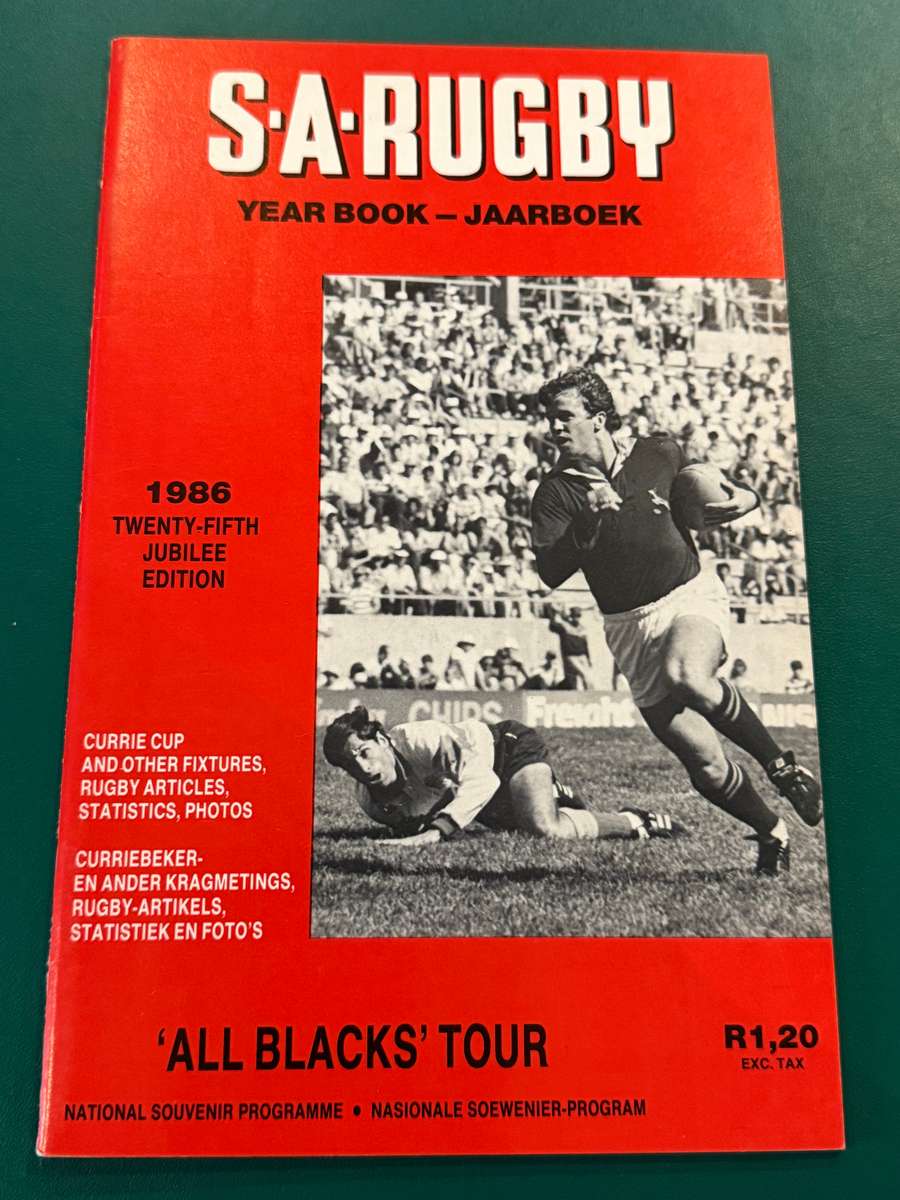 S·A·RUGBY
YEAR BOOK – JAARBOEK
1986
TWENTY-FIFTH
JUBILEE
EDITION
CURRIE CUP
AND OTHER FIXTURES,
RUGBY ARTICLES,
STATISTICS, PHOTOS
CURRIEBEKER-
EN ANDER KRAGMETINGS,
RUGBY-ARTIKELS,
STATISTIEK EN FOTO'S
CHIPS Freight
'ALL BLACKS' TOUR
R1,20
EXC. TAX
NATIONAL SOUVENIR PROGRAMME • NASIONALE SOEWENIER-PROGRAM